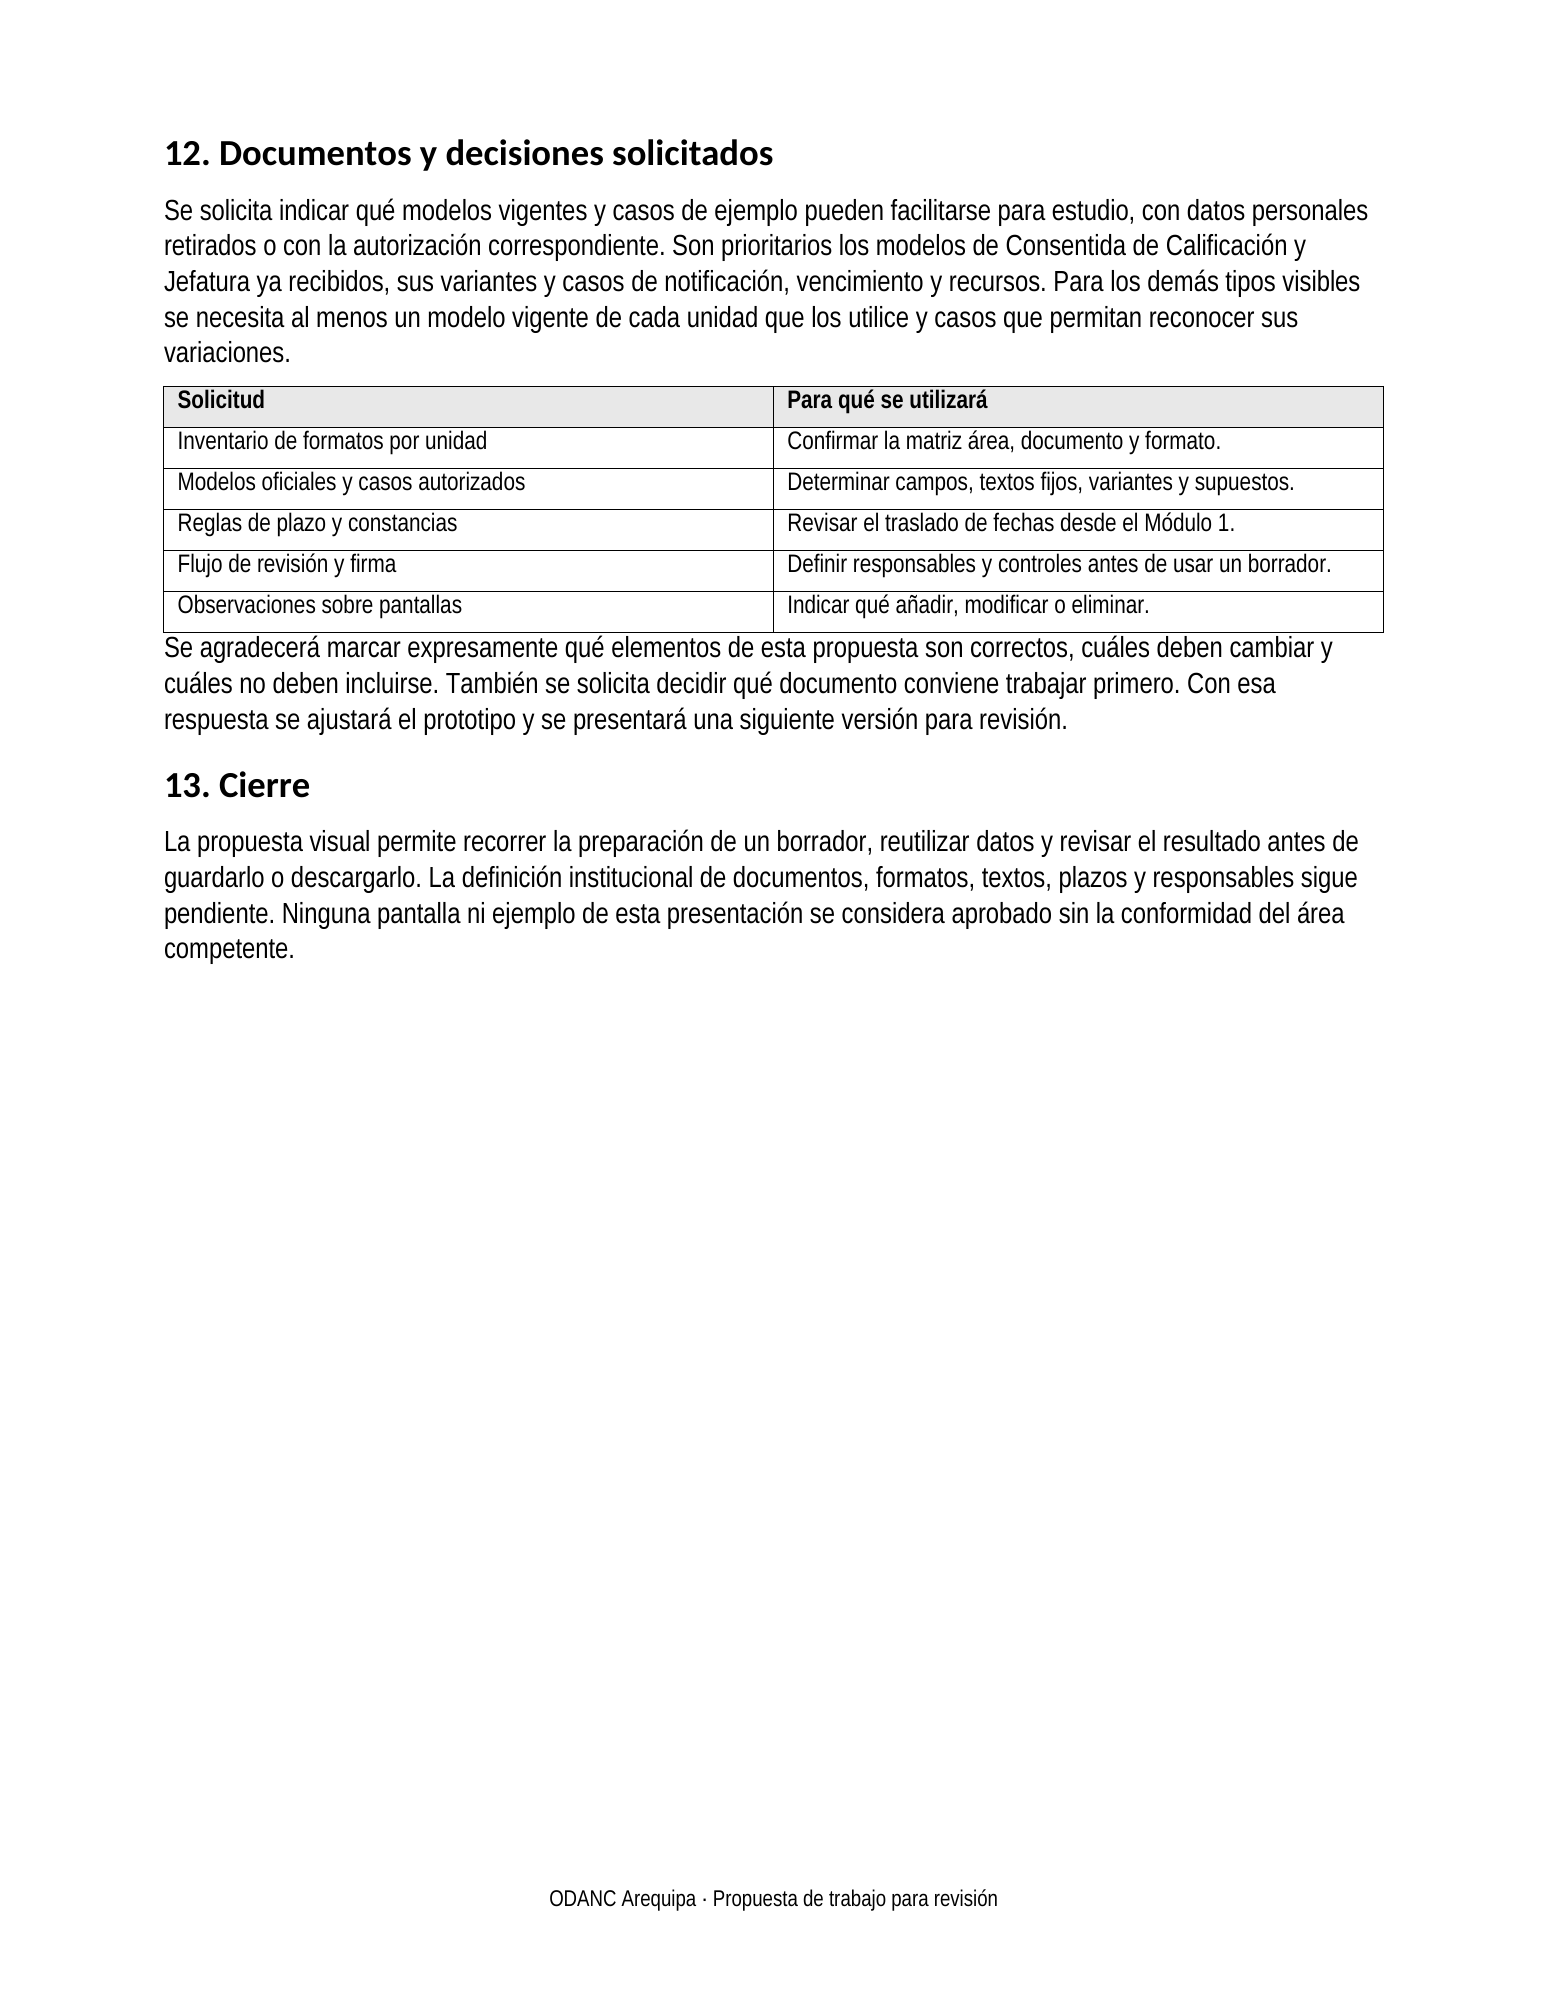 12. Documentos y decisiones solicitados
Se solicita indicar qué modelos vigentes y casos de ejemplo pueden facilitarse para estudio, con datos personales
retirados o con la autorización correspondiente. Son prioritarios los modelos de Consentida de Calificación y
Jefatura ya recibidos, sus variantes y casos de notificación, vencimiento y recursos. Para los demás tipos visibles
se necesita al menos un modelo vigente de cada unidad que los utilice y casos que permitan reconocer sus
variaciones.
Solicitud Para qué se utilizará
Inventario de formatos por unidad Confirmar la matriz área, documento y formato.
Modelos oficiales y casos autorizados Determinar campos, textos fijos, variantes y supuestos.
Reglas de plazo y constancias Revisar el traslado de fechas desde el Módulo 1.
Flujo de revisión y firma Definir responsables y controles antes de usar un borrador.
Observaciones sobre pantallas Indicar qué añadir, modificar o eliminar.
Se agradecerá marcar expresamente qué elementos de esta propuesta son correctos, cuáles deben cambiar y
cuáles no deben incluirse. También se solicita decidir qué documento conviene trabajar primero. Con esa
respuesta se ajustará el prototipo y se presentará una siguiente versión para revisión.
13. Cierre
La propuesta visual permite recorrer la preparación de un borrador, reutilizar datos y revisar el resultado antes de
guardarlo o descargarlo. La definición institucional de documentos, formatos, textos, plazos y responsables sigue
pendiente. Ninguna pantalla ni ejemplo de esta presentación se considera aprobado sin la conformidad del área
competente.
ODANC Arequipa · Propuesta de trabajo para revisión